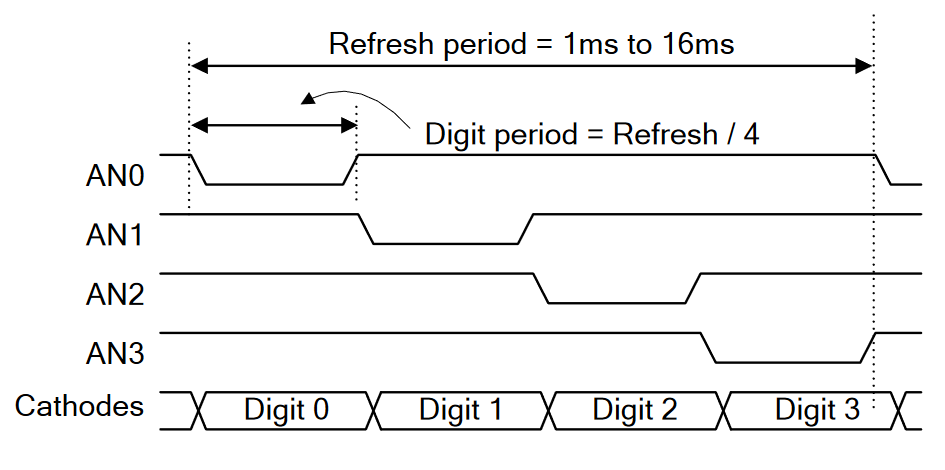 Refresh period = 1ms to 16ms
Digit period = Refresh / 4
AN0
AN1
AN2
AN3
Cathodes Digit 0 Digit 1 Digit 2 Digit 3